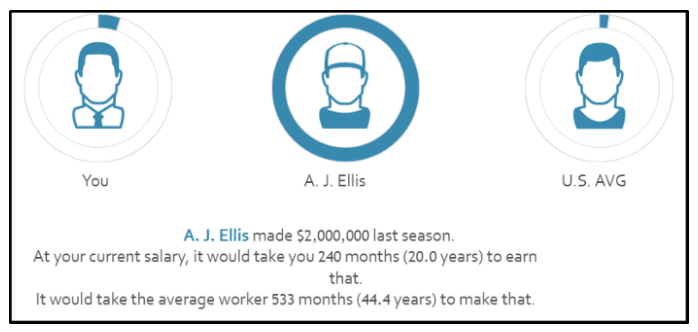 You
A. J. Ellis
U.S. AVG
A. J. Ellis made $2,000,000 last season.
At your current salary, it would take you 240 months (20.0 years) to earn
that.
It would take the average worker 533 months (44.4 years) to make that.